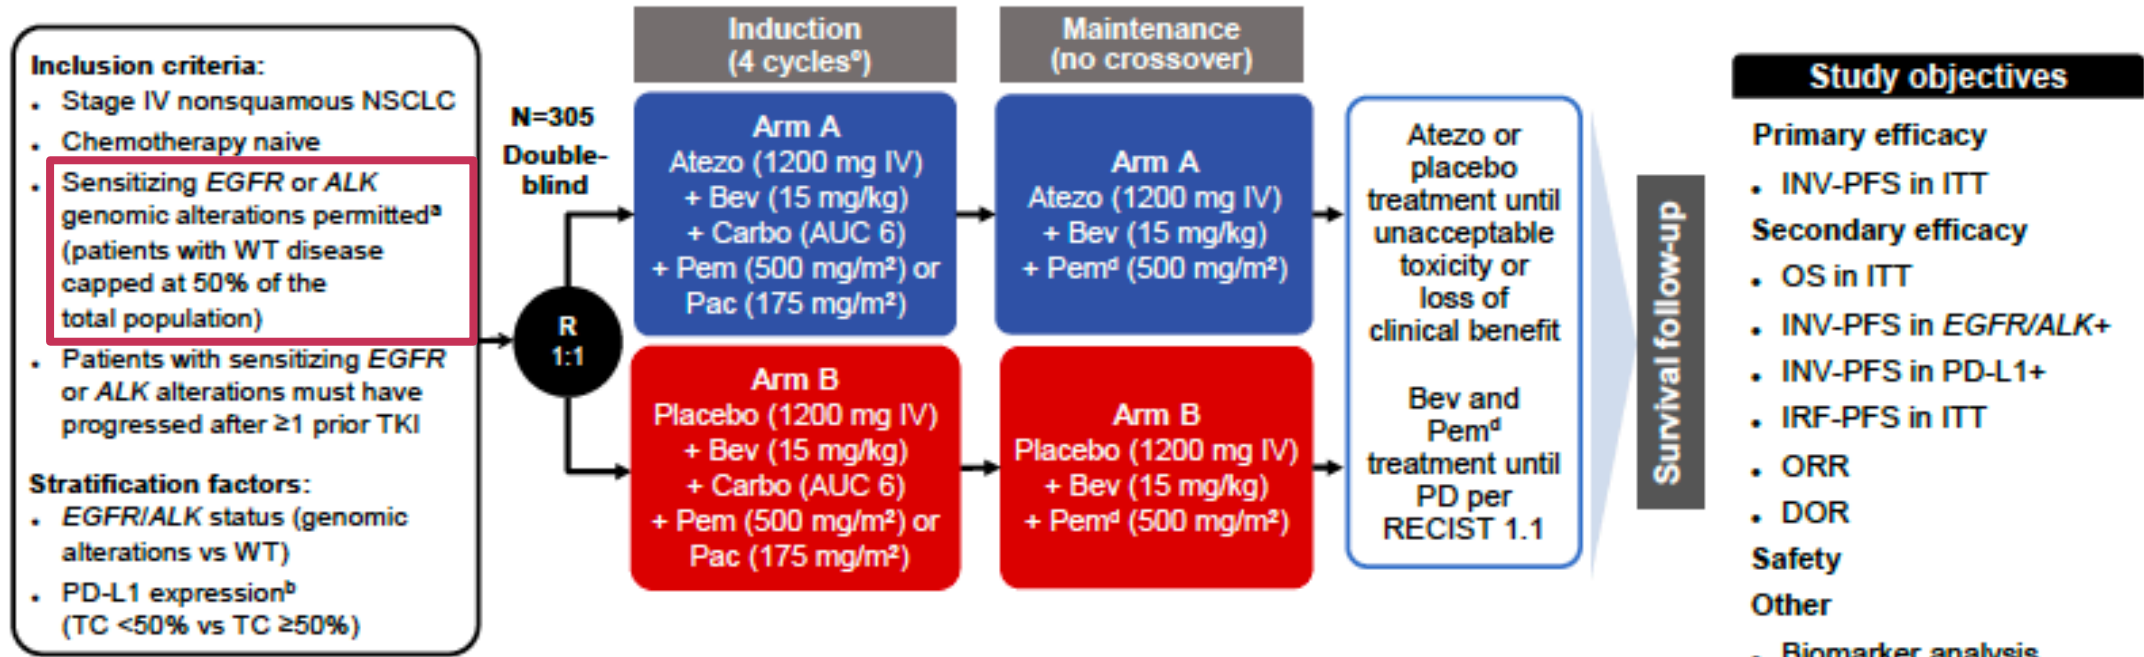 Inclusion criteria:
• Stage IV nonsquamous NSCLC
• Chemotherapy naive
• Sensitizing EGFR or ALK
genomic alterations permittedᵃ
(patients with WT disease
capped at 50% of the
total population)
• Patients with sensitizing EGFR
or ALK alterations must have
progressed after ≥1 prior TKI
Stratification factors:
• EGFR/ALK status (genomic
alterations vs WT)
• PD-L1 expressionᵇ
(TC <50% vs TC ≥50%)
N=305
Double-
blind
R
1:1
Induction
(4 cyclesᶜ)
Arm A
Atezo (1200 mg IV)
+ Bev (15 mg/kg)
+ Carbo (AUC 6)
+ Pem (500 mg/m²) or
Pac (175 mg/m²)
Arm B
Placebo (1200 mg IV)
+ Bev (15 mg/kg)
+ Carbo (AUC 6)
+ Pem (500 mg/m²) or
Pac (175 mg/m²)
Maintenance
(no crossover)
Arm A
Atezo (1200 mg IV)
+ Bev (15 mg/kg)
+ Pemᵈ (500 mg/m²)
Arm B
Placebo (1200 mg IV)
+ Bev (15 mg/kg)
+ Pemᵈ (500 mg/m²)
Atezo or
placebo
treatment until
unacceptable
toxicity or
loss of
clinical benefit
Bev and
Pemᵈ
treatment until
PD per
RECIST 1.1
Survival follow-up
Study objectives
Primary efficacy
• INV-PFS in ITT
Secondary efficacy
• OS in ITT
• INV-PFS in EGFR/ALK+
• INV-PFS in PD-L1+
• IRF-PFS in ITT
• ORR
• DOR
Safety
Other
• Biomarker analysis